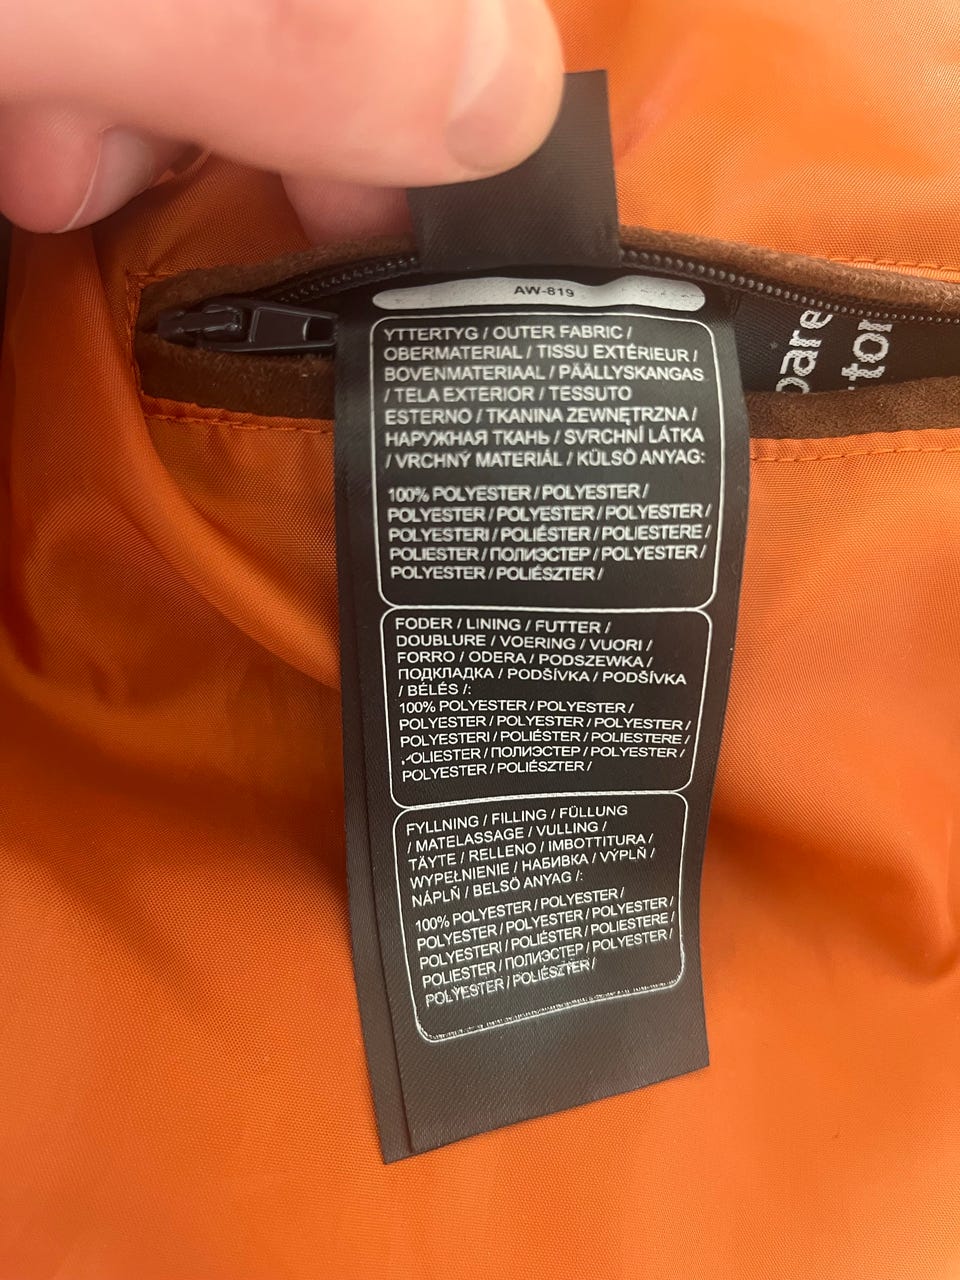 AW-819
YTTERTYG / OUTER FABRIC /
OBERMATERIAL / TISSU EXTÉRIEUR /
BOVENMATERIAAL / PÄÄLLYSKANGAS
/ TELA EXTERIOR / TESSUTO
ESTERNO / TKANINA ZEWNĘTRZNA /
НАРУЖНАЯ ТКАНЬ / SVRCHNÍ LÁTKA
/ VRCHNÝ MATERIÁL / KÜLSÖ ANYAG:
100% POLYESTER / POLYESTER /
POLYESTER / POLYESTER / POLYESTER /
POLYESTERI / POLIÉSTER / POLIESTERE /
POLIESTER / ПОЛИЭСТЕР / POLYESTER /
POLYESTER / POLIÉSZTER /
FODER / LINING / FUTTER /
DOUBLURE / VOERING / VUORI /
FORRO / ODERA / PODSZEWKA /
ПОДКЛАДКА / PODŠÍVKA / PODŠÍVKA
/ BÉLÉS /:
100% POLYESTER / POLYESTER /
POLYESTER / POLYESTER / POLYESTER /
POLYESTERI / POLIÉSTER / POLIESTERE /
POLIESTER / ПОЛИЭСТЕР / POLYESTER /
POLYESTER / POLIÉSZTER /
FYLLNING / FILLING / FÜLLUNG
/ MATELASSAGE / VULLING /
TÄYTE / RELLENO / IMBOTTITURA /
WYPEŁNIENIE / НАБИВКА / VÝPLŇ /
NÁPLŇ / BELSÖ ANYAG /:
100% POLYESTER / POLYESTER /
POLYESTER / POLYESTER / POLYESTER /
POLYESTERI / POLIÉSTER / POLIESTERE /
POLIESTER / ПОЛИЭСТЕР / POLYESTER /
POLYESTER / POLIÉSZTER /